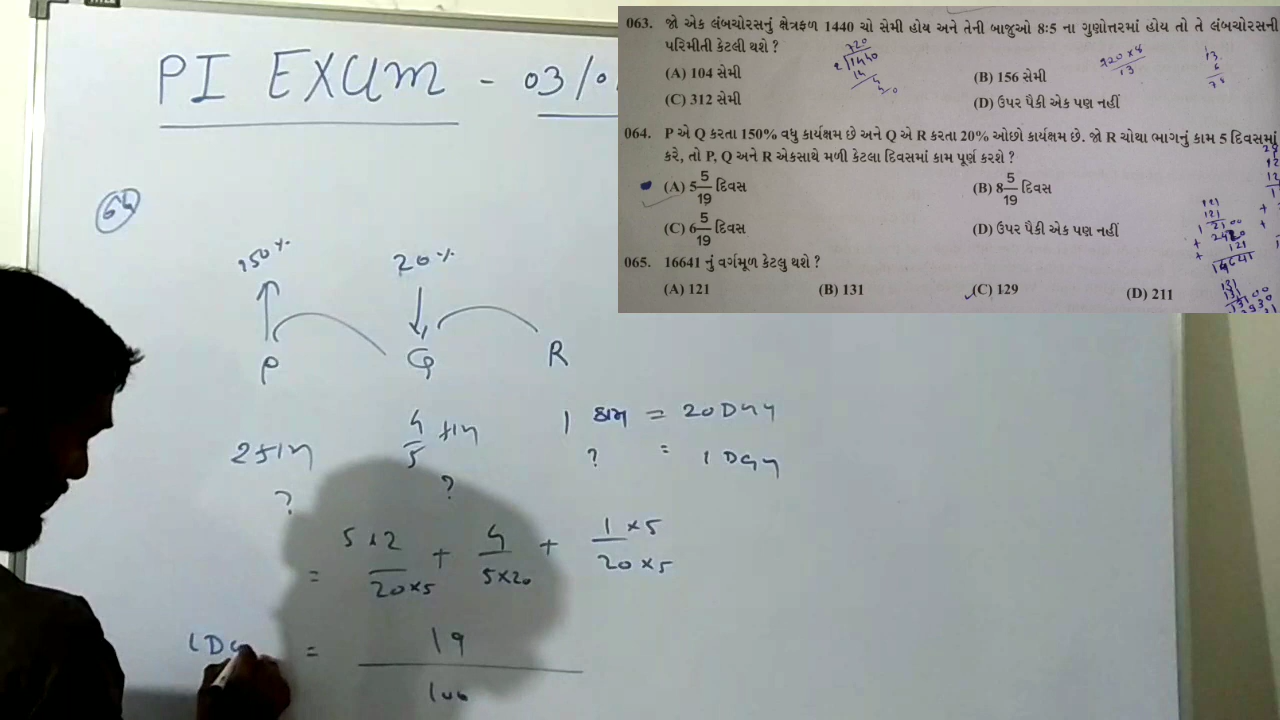 PI EXAM - 03/0
063. જો એક લંબચોરસનું ક્ષેત્રફળ 1440 ચો સેમી હોય અને તેની બાજુઓ 8:5 ના ગુણોત્તરમાં હોય તો તે લંબચોરસની
પરિમીતી કેટલી થશે ?
(A) 104 સેમી (B) 156 સેમી
(C) 312 સેમી (D) ઉપર પૈકી એક પણ નહીં
064. P એ Q કરતા 150% વધુ કાર્યક્ષમ છે અને Q એ R કરતા 20% ઓછો કાર્યક્ષમ છે. જો R ચોથા ભાગનું કામ 5 દિવસમાં
કરે, તો P, Q અને R એકસાથે મળી કેટલા દિવસમાં કામ પૂર્ણ કરશે ?
(A) 5 5/19 દિવસ (B) 8 5/19 દિવસ
(C) 6 5/19 દિવસ (D) ઉપર પૈકી એક પણ નહીં
065. 16641 નું વર્ગમૂળ કેટલુ થશે ?
(A) 121 (B) 131 (C) 129 (D) 211
64
150% 20%
P Q R
2 કામ 4/5 કામ 1 કામ = 20 Day
? ? ? = 1 Day
= 5×2/20×5 + 4/5×20 + 1×5/20×5
1 Day = 19/100